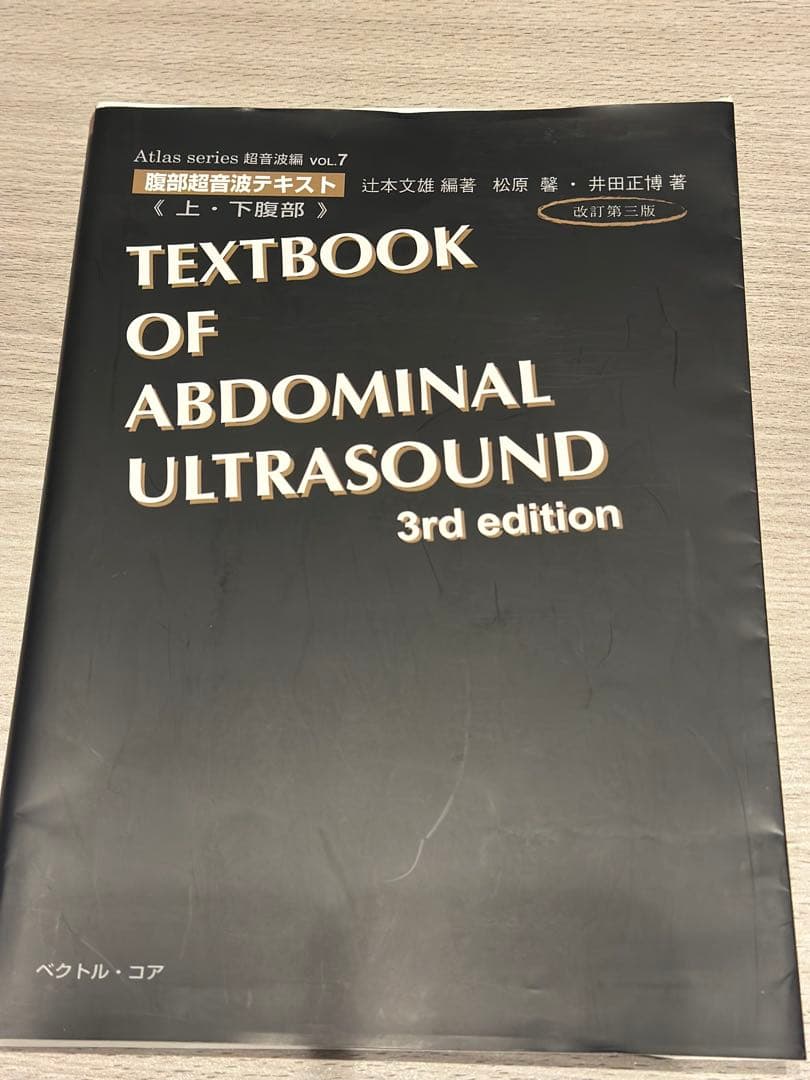 Atlas series 超音波編 VOL.7
腹部超音波テキスト 辻本文雄 編著 松原 馨・井田正博 著
《 上・下腹部 》 改訂第三版
TEXTBOOK
OF
ABDOMINAL
ULTRASOUND
3rd edition
ベクトル・コア